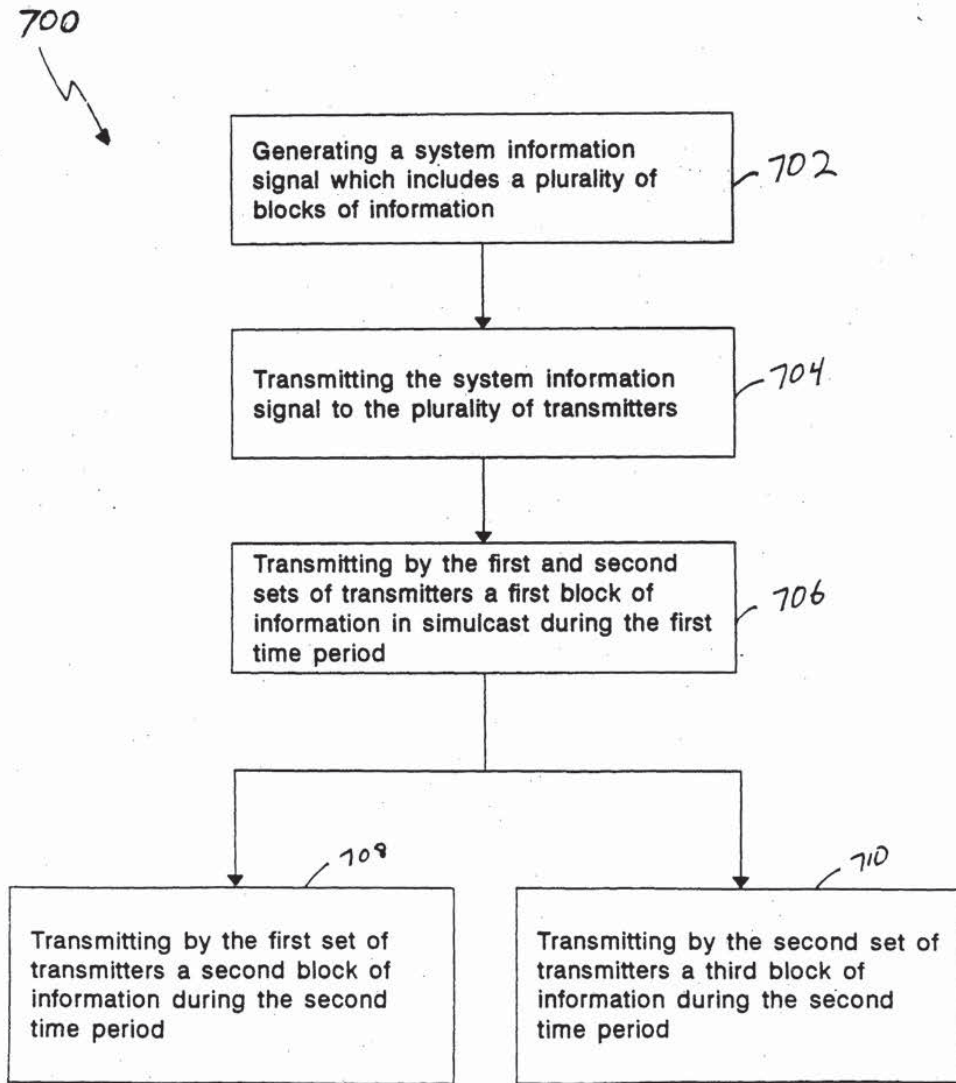 700
Generating a system information
signal which includes a plurality of
blocks of information
702
Transmitting the system information
signal to the plurality of transmitters
704
Transmitting by the first and second
sets of transmitters a first block of
information in simulcast during the first
time period
706
708
Transmitting by the first set of
transmitters a second block of
information during the second
time period
710
Transmitting by the second set of
transmitters a third block of
information during the second
time period